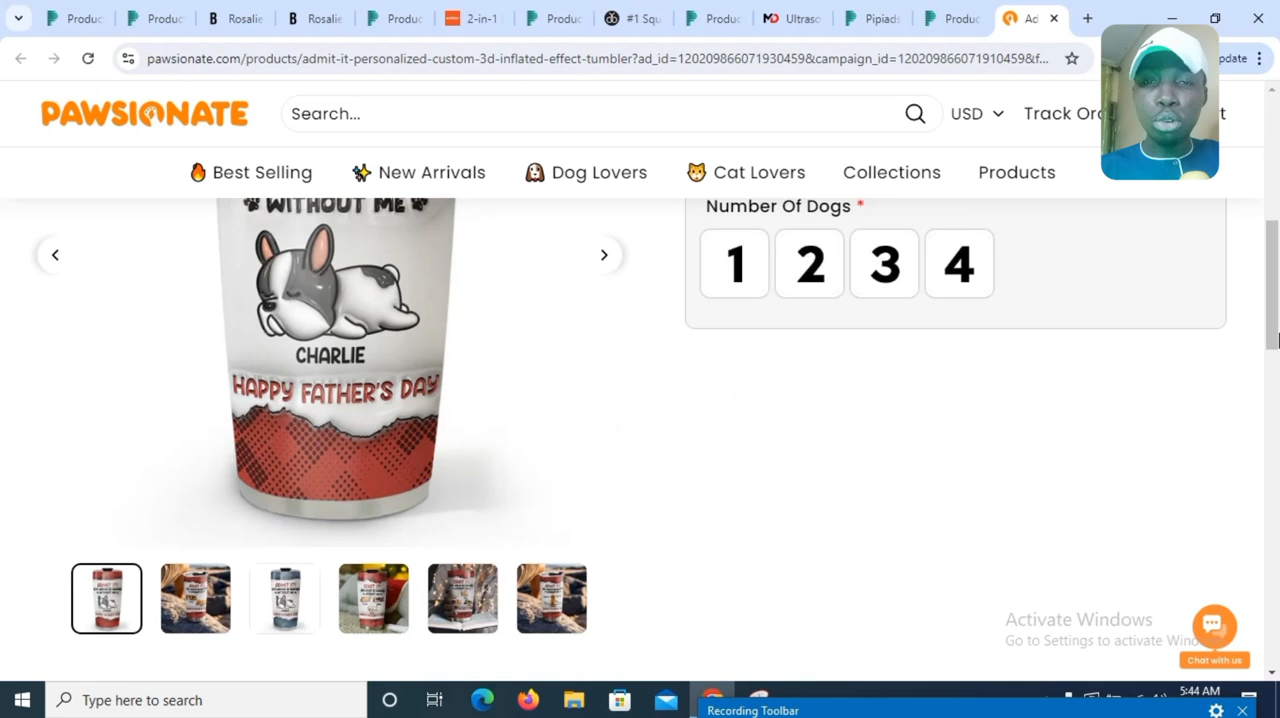 Produc
Produc
Rosalie
Rosalie
Produc
2-in-1
Produc
#1 Squ
Produc
Ultraso
Pipiads
Produc
Ad
pawsionate.com/products/admit-it-personalized-custom-3d-inflated-effect-tumbler?ad_id=120209866071930459&campaign_id=120209866071910459&f...
pdate
PAWSIONATE
Search...
USD
Track Ord
t
Best Selling
New Arrivals
Dog Lovers
Cat Lovers
Collections
Products
WITHOUT ME
CHARLIE
HAPPY FATHER'S DAY
Number Of Dogs *
1 2 3 4
Activate Windows
Go to Settings to activate Windows
Chat with us
Type here to search
5:44 AM
Recording Toolbar